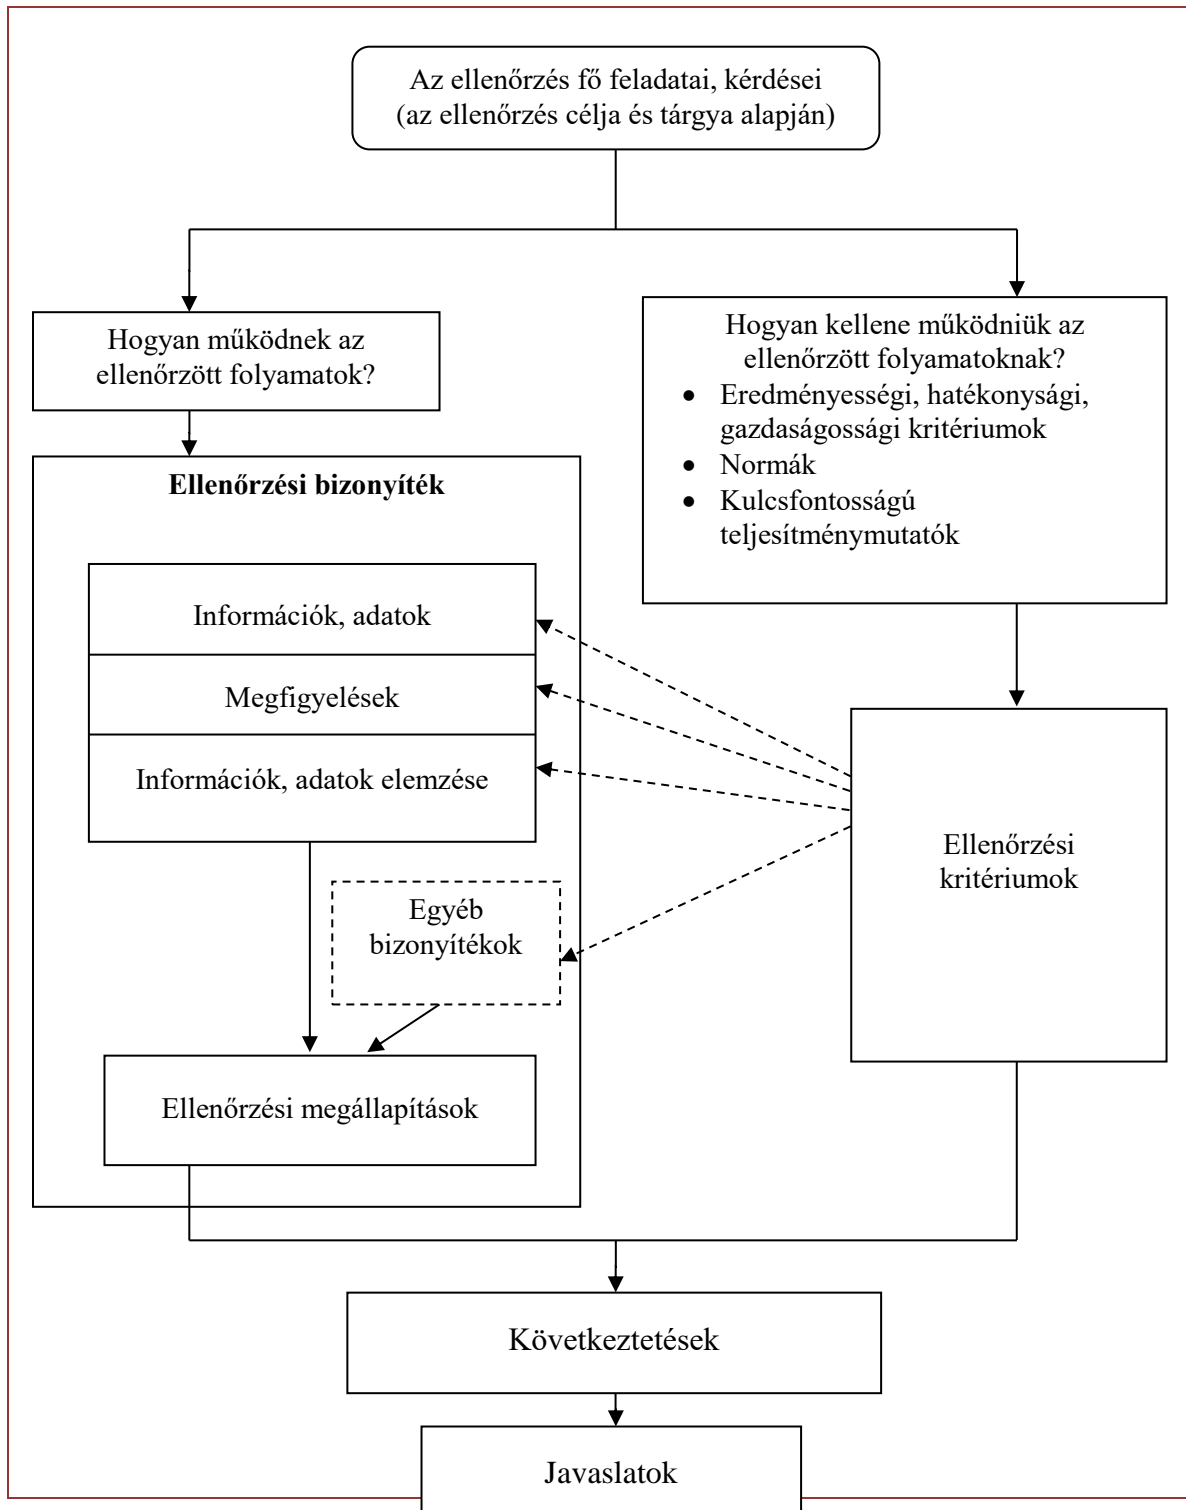 Az ellenőrzés fő feladatai, kérdései
(az ellenőrzés célja és tárgya alapján)
Hogyan működnek az
ellenőrzött folyamatok?
Hogyan kellene működniük az
ellenőrzött folyamatoknak?
• Eredményességi, hatékonysági,
gazdaságossági kritériumok
• Normák
• Kulcsfontosságú
teljesítménymutatók
Ellenőrzési bizonyíték
Információk, adatok
Megfigyelések
Információk, adatok elemzése
Egyéb
bizonyítékok
Ellenőrzési
kritériumok
Ellenőrzési megállapítások
Következtetések
Javaslatok